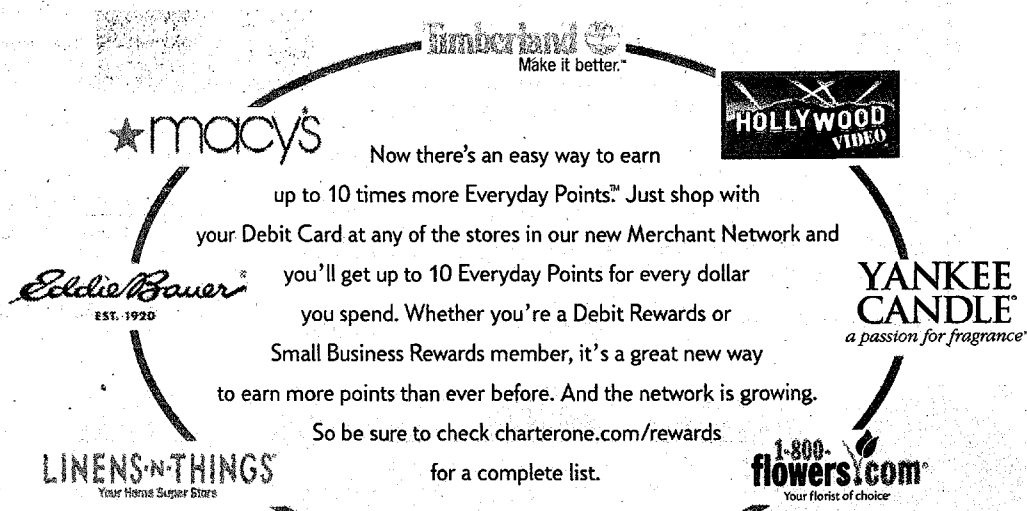 Timberland
Make it better.™
HOLLYWOOD
VIDEO
macy's
Now there's an easy way to earn
up to 10 times more Everyday Points.™ Just shop with
your Debit Card at any of the stores in our new Merchant Network and
you'll get up to 10 Everyday Points for every dollar
you spend. Whether you're a Debit Rewards or
Small Business Rewards member, it's a great new way
to earn more points than ever before. And the network is growing.
So be sure to check charterone.com/rewards
for a complete list.
Eddie Bauer®
EST. 1920
YANKEE
CANDLE®
a passion for fragrance®
LINENS·N·THINGS®
Your Home Super Store
1-800-
flowers.com®
Your florist of choice®